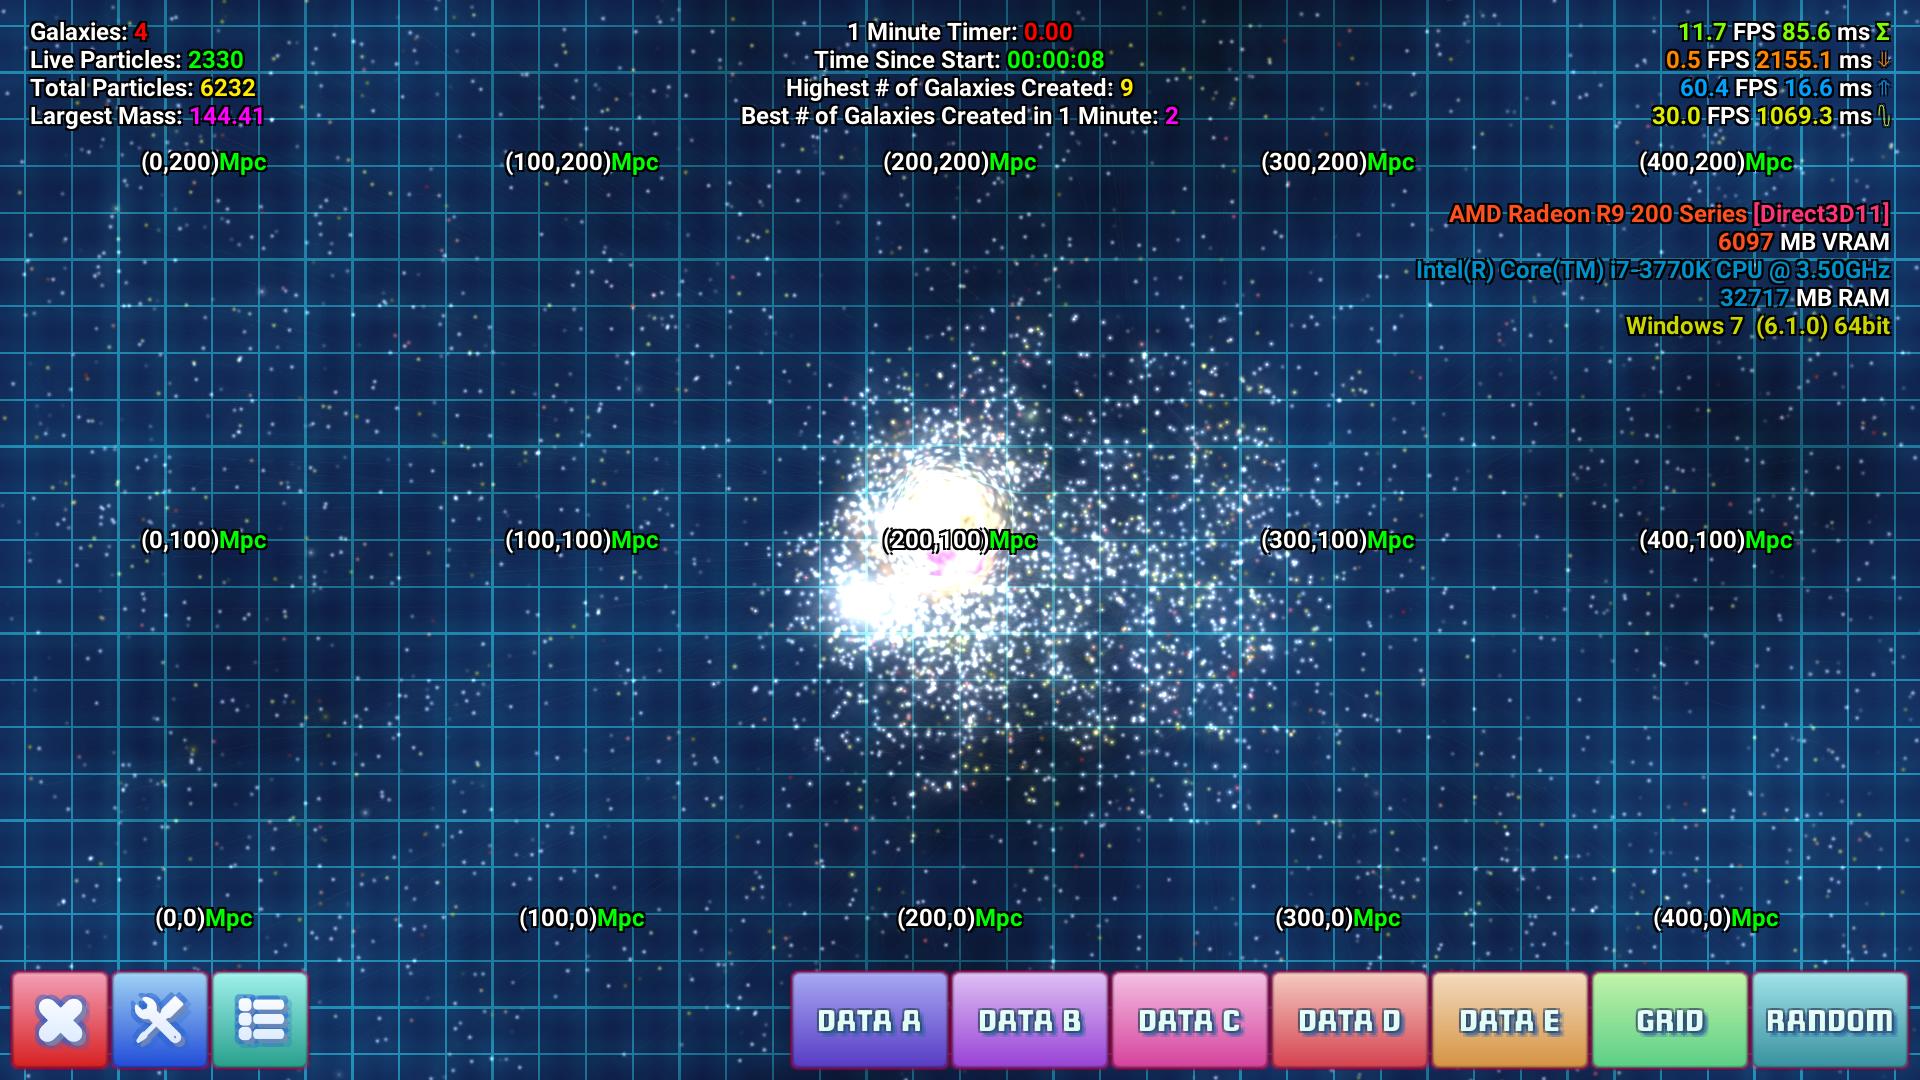 Galaxies: 4
Live Particles: 2330
Total Particles: 6232
Largest Mass: 144.41
1 Minute Timer: 0.00
Time Since Start: 00:00:08
Highest # of Galaxies Created: 9
Best # of Galaxies Created in 1 Minute: 2
11.7 FPS 85.6 ms Σ
0.5 FPS 2155.1 ms ⇓
60.4 FPS 16.6 ms ⇑
30.0 FPS 1069.3 ms
(0,200)Mpc (100,200)Mpc (200,200)Mpc (300,200)Mpc (400,200)Mpc
AMD Radeon R9 200 Series [Direct3D11]
6097 MB VRAM
Intel(R) Core(TM) i7-3770K CPU @ 3.50GHz
32717 MB RAM
Windows 7 (6.1.0) 64bit
(0,100)Mpc (100,100)Mpc (200,100)Mpc (300,100)Mpc (400,100)Mpc
(0,0)Mpc (100,0)Mpc (200,0)Mpc (300,0)Mpc (400,0)Mpc
DATA A DATA B DATA C DATA D DATA E GRID RANDOM